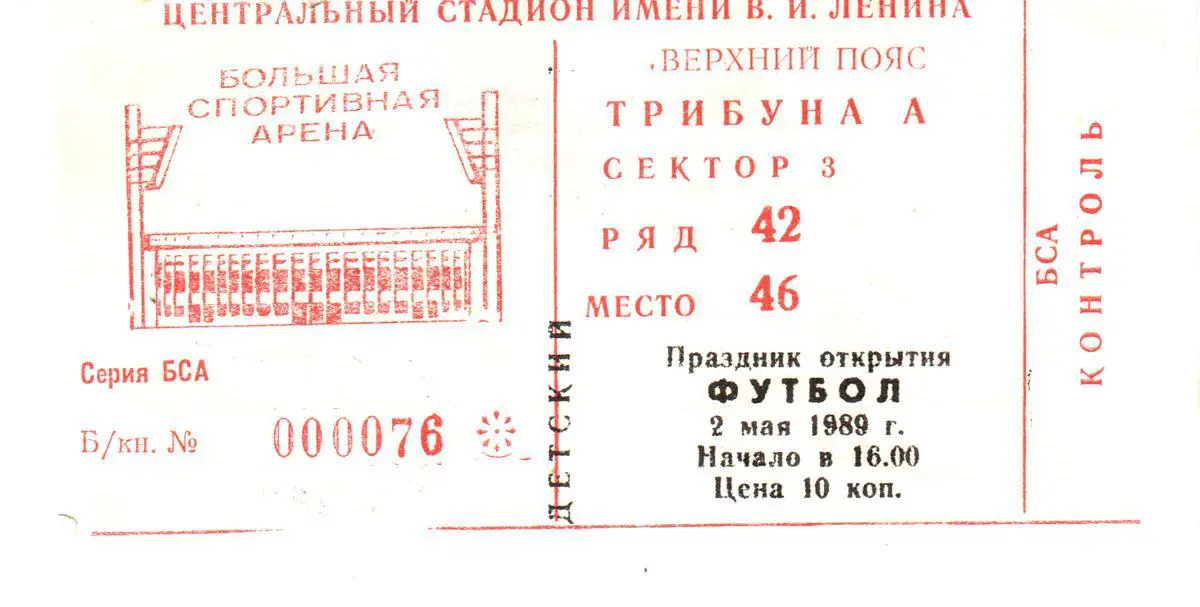 ЦЕНТРАЛЬНЫЙ СТАДИОН ИМЕНИ В. И. ЛЕНИНА
БОЛЬШАЯ
СПОРТИВНАЯ
АРЕНА
Серия БСА
Б/кн. № 000076
ДЕТСКИЙ
ВЕРХНИЙ ПОЯС
ТРИБУНА А
СЕКТОР 3
РЯД 42
МЕСТО 46
Праздник открытия
ФУТБОЛ
2 мая 1989 г.
Начало в 16.00
Цена 10 коп.
БСА
КОНТРОЛЬ